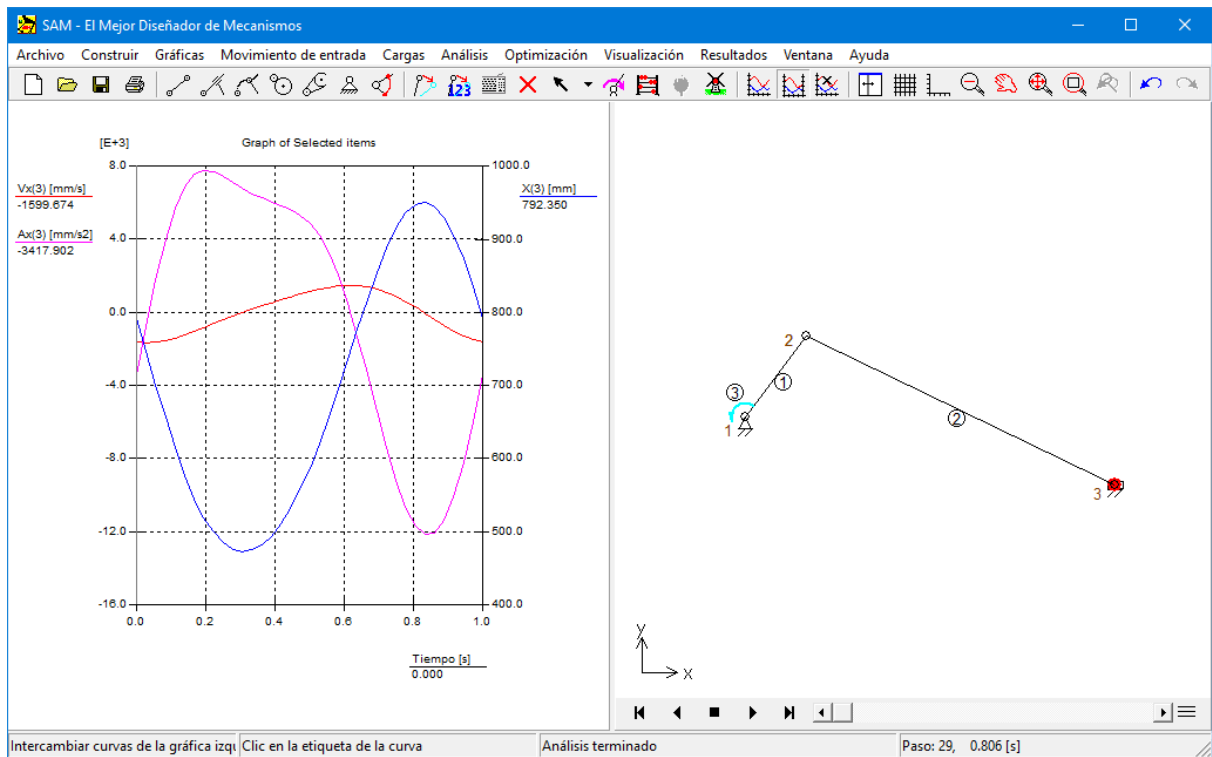 SAM - El Mejor Diseñador de Mecanismos
Archivo Construir Gráficas Movimiento de entrada Cargas Análisis Optimización Visualización Resultados Ventana Ayuda
123
[E+3] Graph of Selected items
8.0 1000.0
Vx(3) [mm/s] X(3) [mm]
-1599.674 792.350
Ax(3) [mm/s2] 4.0 900.0
-3417.902
0.0 800.0
-4.0 700.0
-8.0 600.0
-12.0 500.0
-16.0 400.0
0.0 0.2 0.4 0.6 0.8 1.0
Tiempo [s]
0.000
2
1
3
1
2
3
y
x
Intercambiar curvas de la gráfica izqu Clic en la etiqueta de la curva Análisis terminado Paso: 29, 0.806 [s]